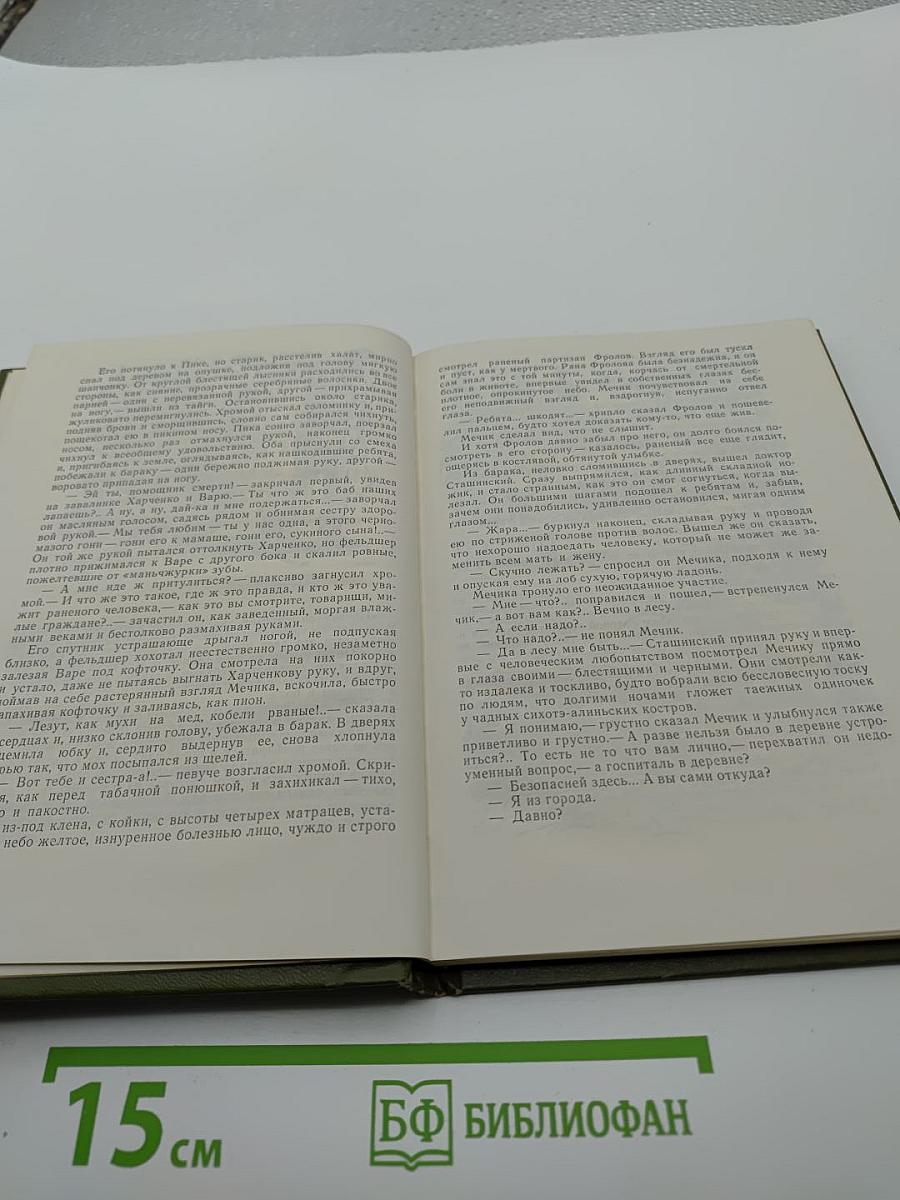 Его потянуло к Пике, но старик, расстелив халат, мирно
спал под деревом на опушке, подложив под голову мягкую
шапчонку. От круглой блестящей лысинки расходились во все
стороны, как сияние, прозрачные серебряные волосики. Двое
парней — один с перевязанной рукой, другой — прихрамывая
на ногу,— вышли из тайги. Остановившись около старика,
жуликовато перемигнулись. Хромой отыскал соломинку и, при-
подняв брови и сморщившись, словно сам собирался чихнуть,
пощекотал ею в пикином носу. Пика сонно заворчал, поерзал
носом, несколько раз отмахнулся рукой, наконец громко
чихнул к всеобщему удовольствию. Оба прыснули со смеха
и, пригибаясь к земле, оглядываясь, как нашкодившие ребята,
побежали к бараку — один бережно поджимая руку, другой —
воровато припадая на ногу.
— Эй ты, помощник смерти! — закричал первый, увидев
на завалинке Харченко и Варю.— Ты что ж это баб наших
лапаешь?.. А ну, а ну, дай-ка и мне подержаться...— заворчал
он масляным голосом, садясь рядом и обнимая сестру здоро-
вой рукой.— Мы тебя любим — ты у нас одна, а этого черно-
мазого гони — гони его к мамаше, гони его, сукиного сына!..—
Он той же рукой пытался оттолкнуть Харченко, но фельдшер
плотно прижимался к Варе с другого бока и скалил ровные,
пожелтевшие от «маньчжурки» зубы.
— А мне иде ж притулиться? — плаксиво загнусил хро-
мой.— И что же это такое, где ж это правда, и кто ж это ува-
жит раненого человека,— как это вы смотрите, товарищи, ми-
лые граждане?..— зачастил он, как заведенный, моргая влаж-
ными веками и бестолково размахивая руками.
Его спутник устрашающе дрыгал ногой, не подпуская
близко, а фельдшер хохотал неестественно громко, незаметно
залезая Варе под кофточку. Она смотрела на них покорно
и устало, даже не пытаясь выгнать Харченкову руку, и вдруг,
поймав на себе растерянный взгляд Мечика, вскочила, быстро
апахивая кофточку и заливаясь, как пион.
— Лезут, как мухи на мед, кобели рваные!..— сказала
сердцах и, низко склонив голову, убежала в барак. В дверях
щемила юбку и, сердито выдернув ее, снова хлопнула
рью так, что мох посыпался из щелей.
— Вот тебе и сестра-а!..— певуче возгласил хромой. Скри-
я, как перед табачной понюшкой, и захихикал — тихо,
о и пакостно.
из-под клена, с койки, с высоты четырех матрацев, уста-
небо желтое, изнуренное болезнью лицо, чуждо и строго
смотрел раненый партизан Фролов. Взгляд его был тускл
и пуст, как у мертвого. Рана Фролова была безнадежна, и он
сам знал это с той минуты, когда, корчась от смертельной
боли в животе, впервые увидел в собственных глазах бес-
плотное, опрокинутое небо. Мечик почувствовал на себе
его неподвижный взгляд и, вздрогнув, испуганно отвел
глаза.
— Ребята... шкодят...— хрипло сказал Фролов и пошеве-
лил пальцем, будто хотел доказать кому-то, что еще жив.
Мечик сделал вид, что не слышит.
И хотя Фролов давно забыл про него, он долго боялся по-
смотреть в его сторону — казалось, раненый все еще глядит,
ощерясь в костлявой, обтянутой улыбке.
Из барака, неловко сломившись в дверях, вышел доктор
Сташинский. Сразу выпрямился, как длинный складной но-
жик, и стало странным, как это он смог согнуться, когда вы-
лезал. Он большими шагами подошел к ребятам и, забыв,
зачем они понадобились, удивленно остановился, мигая одним
глазом...
— Жара...— буркнул наконец, складывая руку и проводя
ею по стриженой голове против волос. Вышел же он сказать,
что нехорошо надоедать человеку, который не может же за-
менить всем мать и жену.
— Скучно лежать? — спросил он Мечика, подходя к нему
и опуская ему на лоб сухую, горячую ладонь.
Мечика тронуло его неожиданное участие.
— Мне — что?.. поправился и пошел,— встрепенулся Ме-
чик,— а вот вам как?.. Вечно в лесу.
— А если надо?..
— Что надо?..— не понял Мечик.
— Да в лесу мне быть...— Сташинский принял руку и впер-
вые с человеческим любопытством посмотрел Мечику прямо
в глаза своими — блестящими и черными. Они смотрели как-
то издалека и тоскливо, будто вобрали всю бессловесную тоску
по людям, что долгими ночами гложет таежных одиночек
у чадных сихотэ-алиньских костров.
— Я понимаю,— грустно сказал Мечик и улыбнулся также
приветливо и грустно.— А разве нельзя было в деревне устро-
иться?.. То есть не то что вам лично,— перехватил он недо-
уменный вопрос,— а госпиталь в деревне?
— Безопасней здесь... А вы сами откуда?
— Я из города.
— Давно?
15 см
БФ БИБЛИОФАН